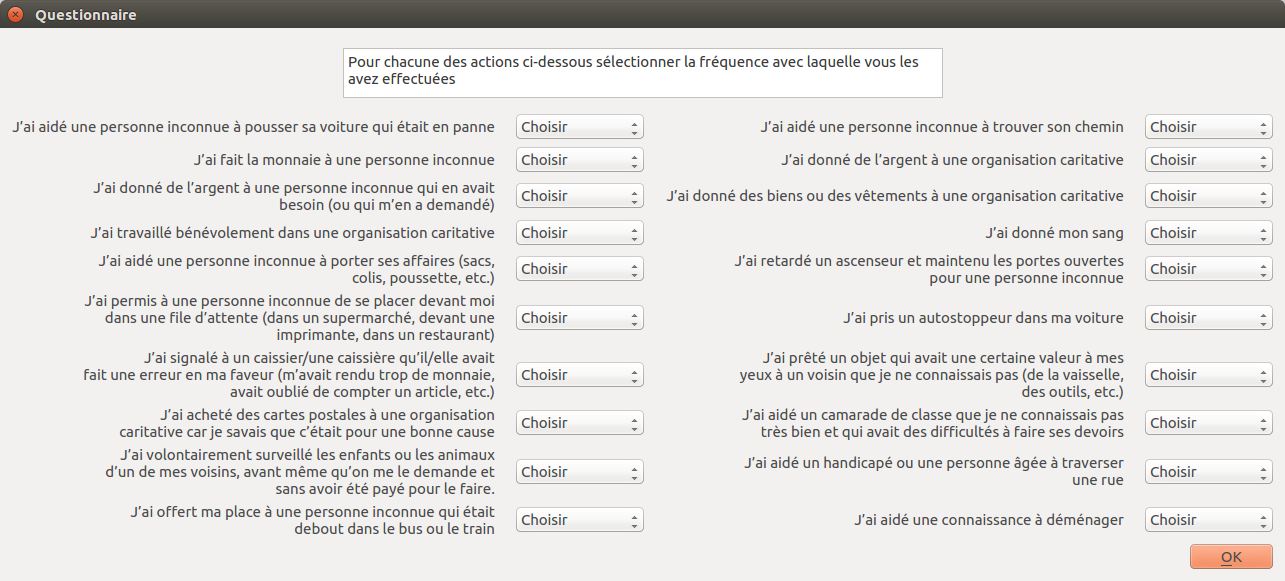 Questionnaire
Pour chacune des actions ci-dessous sélectionner la fréquence avec laquelle vous les
avez effectuées
J'ai aidé une personne inconnue à pousser sa voiture qui était en panne
Choisir
J'ai aidé une personne inconnue à trouver son chemin
Choisir
J'ai fait la monnaie à une personne inconnue
Choisir
J'ai donné de l'argent à une organisation caritative
Choisir
J'ai donné de l'argent à une personne inconnue qui en avait
besoin (ou qui m'en a demandé)
Choisir
J'ai donné des biens ou des vêtements à une organisation caritative
Choisir
J'ai travaillé bénévolement dans une organisation caritative
Choisir
J'ai donné mon sang
Choisir
J'ai aidé une personne inconnue à porter ses affaires (sacs,
colis, poussette, etc.)
Choisir
J'ai retardé un ascenseur et maintenu les portes ouvertes
pour une personne inconnue
Choisir
J'ai permis à une personne inconnue de se placer devant moi
dans une file d'attente (dans un supermarché, devant une
imprimante, dans un restaurant)
Choisir
J'ai pris un autostoppeur dans ma voiture
Choisir
J'ai signalé à un caissier/une caissière qu'il/elle avait
fait une erreur en ma faveur (m'avait rendu trop de monnaie,
avait oublié de compter un article, etc.)
Choisir
J'ai prêté un objet qui avait une certaine valeur à mes
yeux à un voisin que je ne connaissais pas (de la vaisselle,
des outils, etc.)
Choisir
J'ai acheté des cartes postales à une organisation
caritative car je savais que c'était pour une bonne cause
Choisir
J'ai aidé un camarade de classe que je ne connaissais pas
très bien et qui avait des difficultés à faire ses devoirs
Choisir
J'ai volontairement surveillé les enfants ou les animaux
d'un de mes voisins, avant même qu'on me le demande et
sans avoir été payé pour le faire.
Choisir
J'ai aidé un handicapé ou une personne âgée à traverser
une rue
Choisir
J'ai offert ma place à une personne inconnue qui était
debout dans le bus ou le train
Choisir
J'ai aidé une connaissance à déménager
Choisir
OK